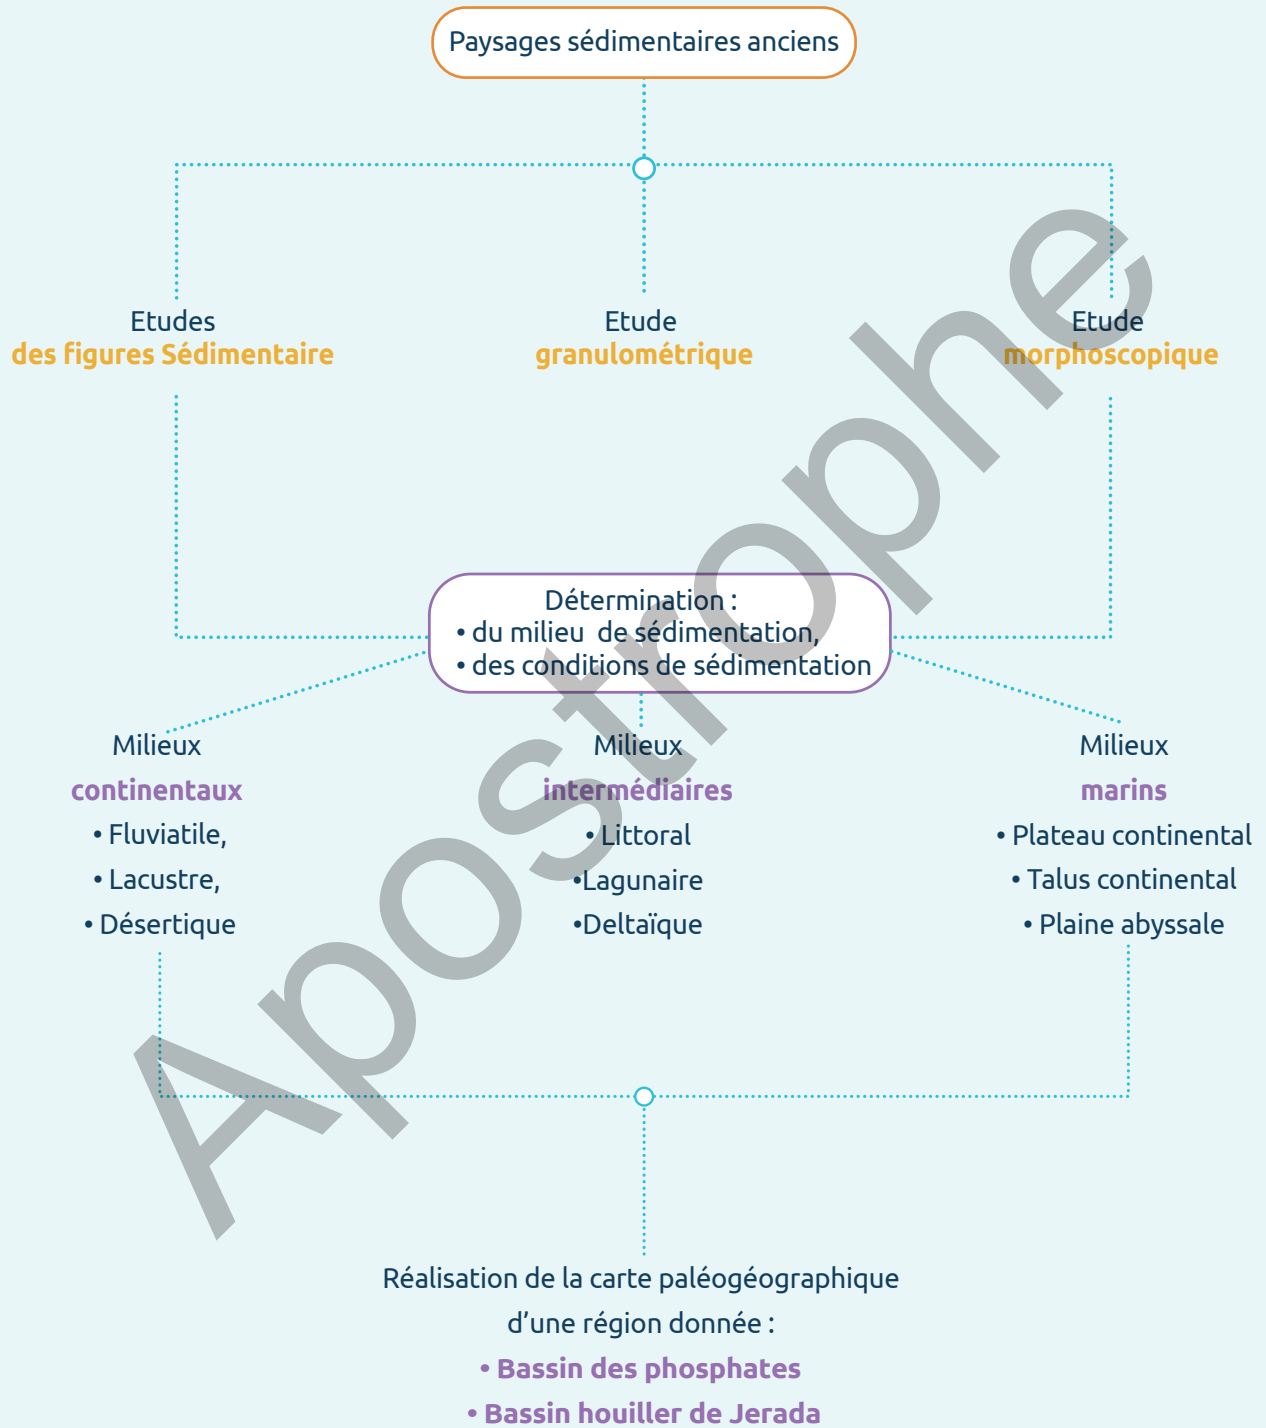 Paysages sédimentaires anciens
Etudes
des figures Sédimentaire
Etude
granulométrique
Etude
morphoscopique
Détermination :
• du milieu de sédimentation,
• des conditions de sédimentation
Milieux
continentaux
• Fluviatile,
• Lacustre,
• Désertique
Milieux
intermédiaires
• Littoral
•Lagunaire
•Deltaïque
Milieux
marins
• Plateau continental
• Talus continental
• Plaine abyssale
Réalisation de la carte paléogéographique
d’une région donnée :
• Bassin des phosphates
• Bassin houiller de Jerada
Apostrophe